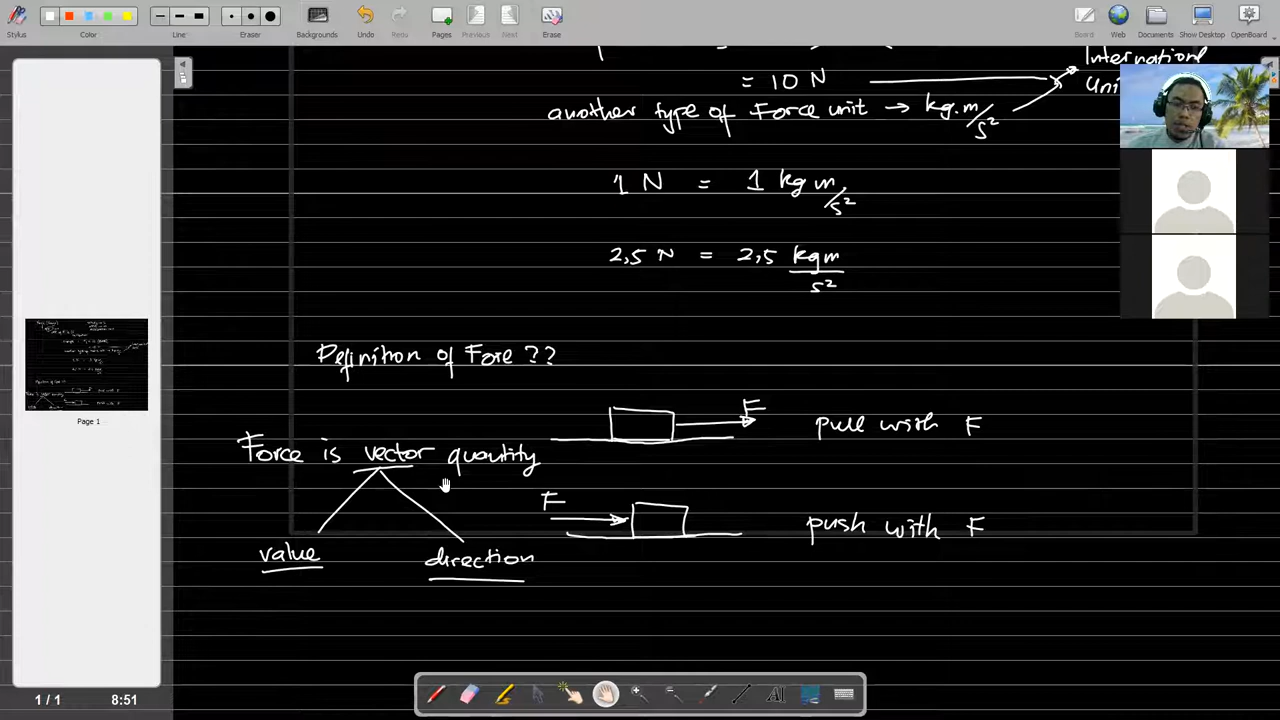 Stylus
Color
Line
Eraser
Backgrounds
Undo
Redo
Pages
Previous
Next
Erase
Board
Web
Documents
Show Desktop
OpenBoard
International
Uni
= 10 N
another type of Force unit → kg.m/s²
1 N = 1 kg m/s²
2,5 N = 2,5 kgm/s²
Definition of Fore ??
F
pull with F
Force is vector quantity
F
push with F
value
direction
Page 1
1 / 1
8:51
AI